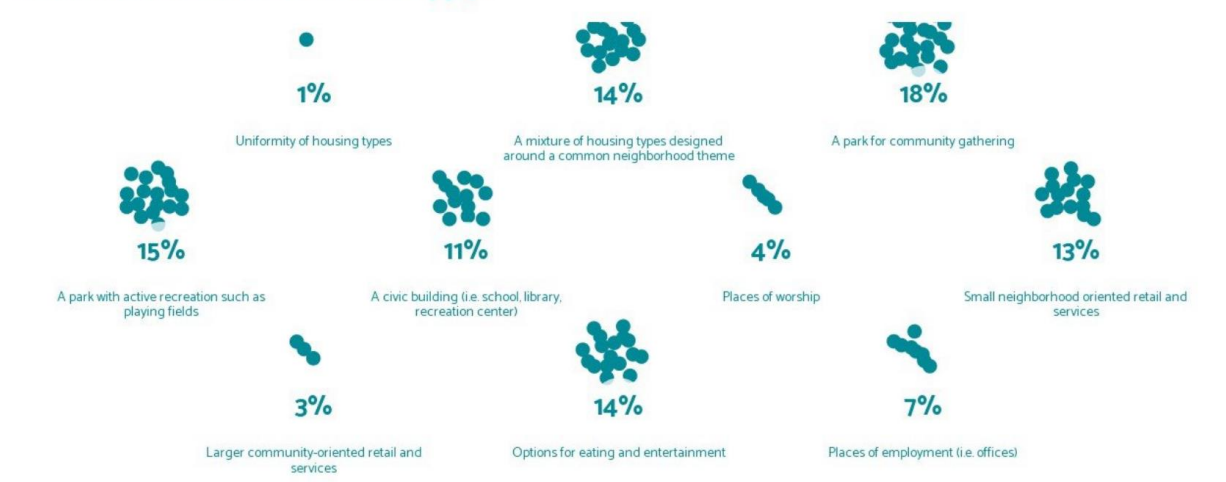 1%
14%
18%
Uniformity of housing types
A mixture of housing types designed
around a common neighborhood theme
A park for community gathering
15%
11%
4%
13%
A park with active recreation such as
playing fields
A civic building (i.e. school, library,
recreation center)
Places of worship
Small neighborhood oriented retail and
services
3%
14%
7%
Larger community-oriented retail and
services
Options for eating and entertainment
Places of employment (i.e. offices)